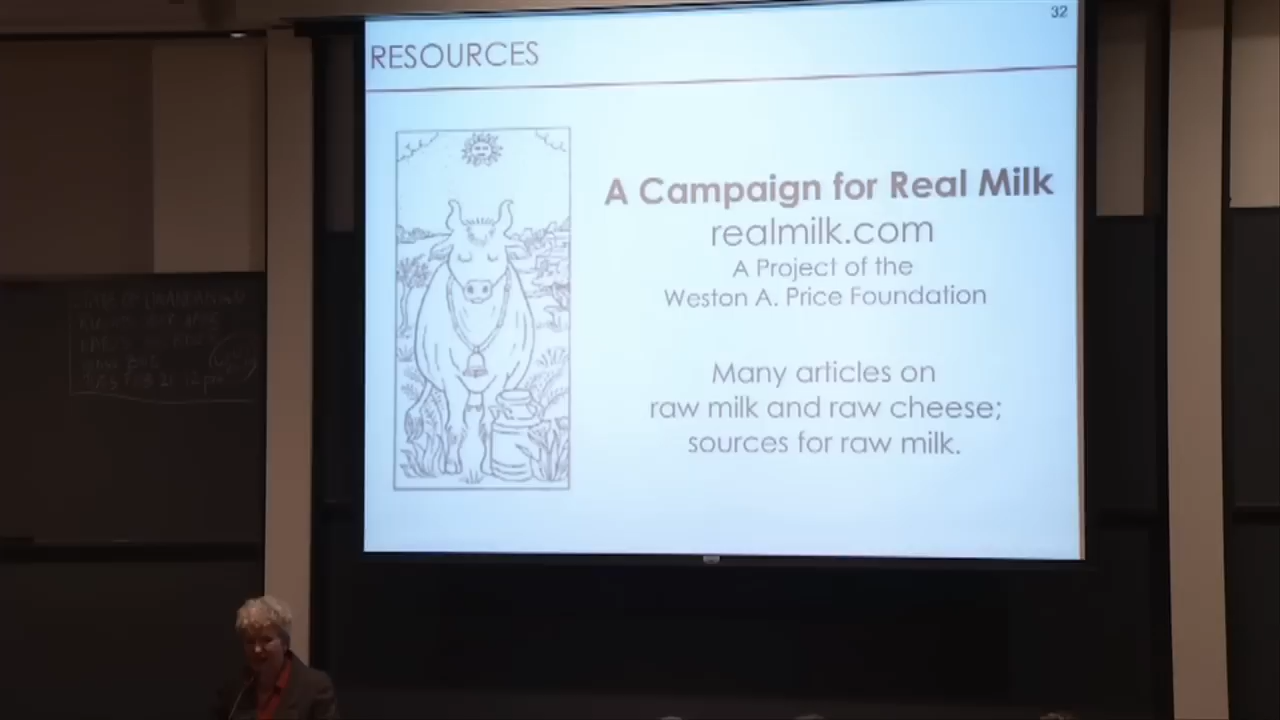 32
RESOURCES
A Campaign for Real Milk
realmilk.com
A Project of the
Weston A. Price Foundation
Many articles on
raw milk and raw cheese;
sources for raw milk.